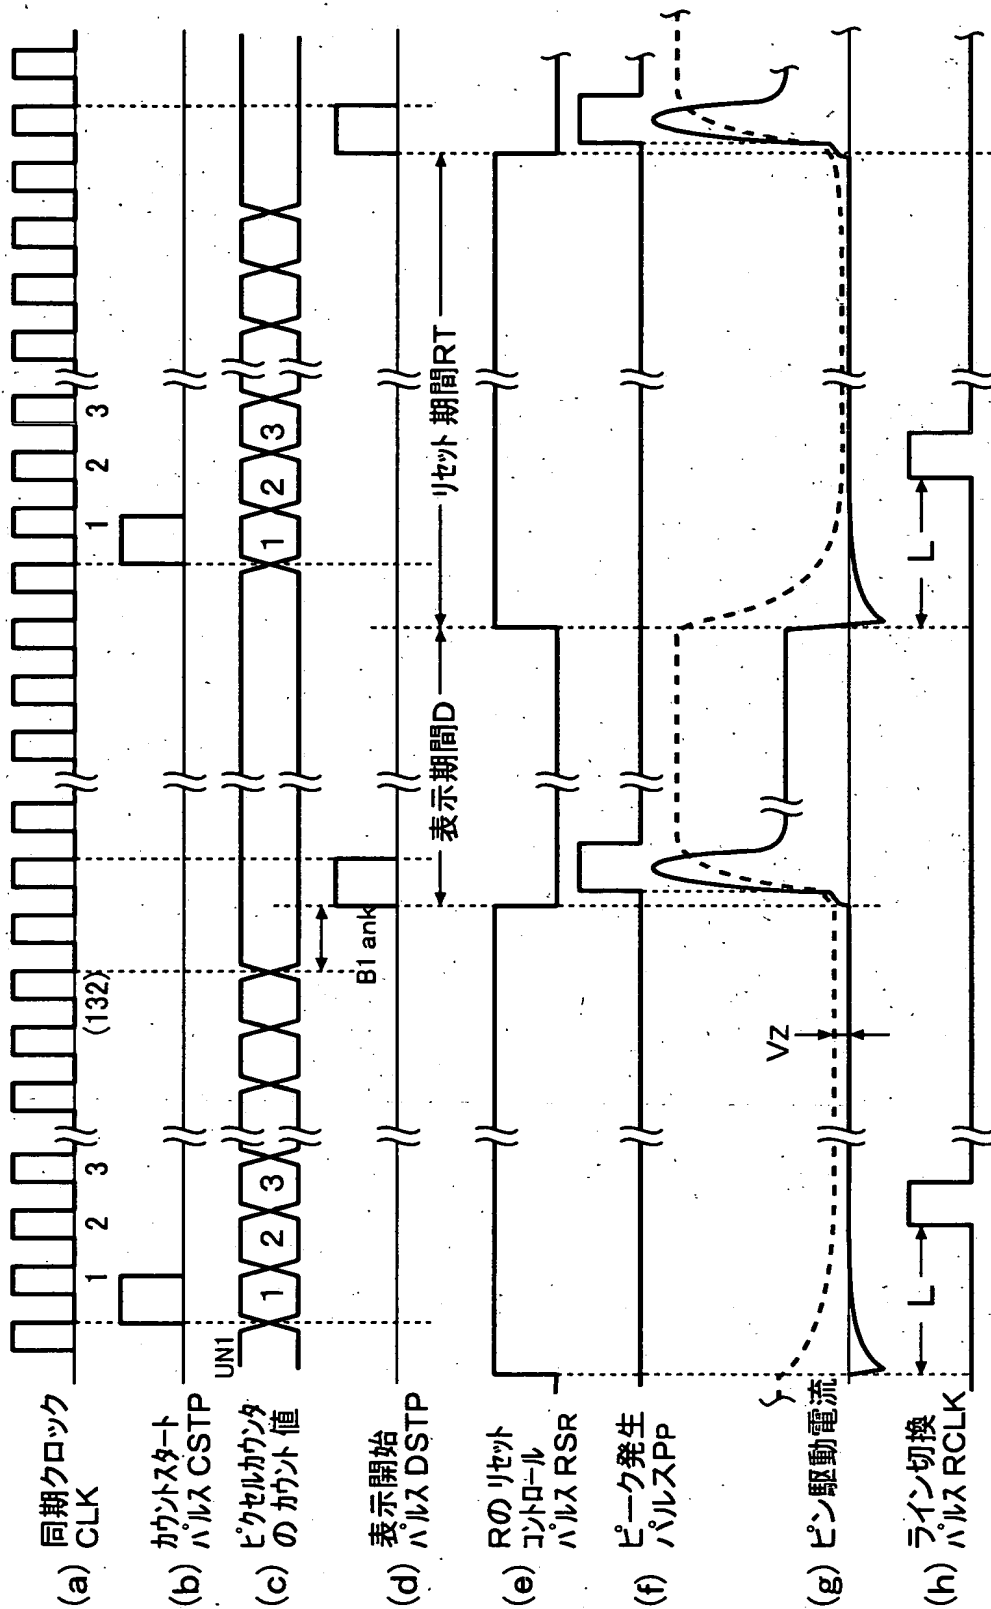 (a) 同期クロック
CLK
1
2
3
(132)
1
2
3
(b) カウントスタート
パルス CSTP
(c) ピクセルカウンタ
の カウント値
UN1
1
2
3
1
2
3
B1 ank
(d) 表示開始
パルス DSTP
表示期間D
リセット期間RT
(e) Rのリセット
コントロール
パルス RSR
(f) ピーク発生
パルスPP
(g) ピン駆動電流
VZ
(h) ライン切換
パルス RCLK
L
L